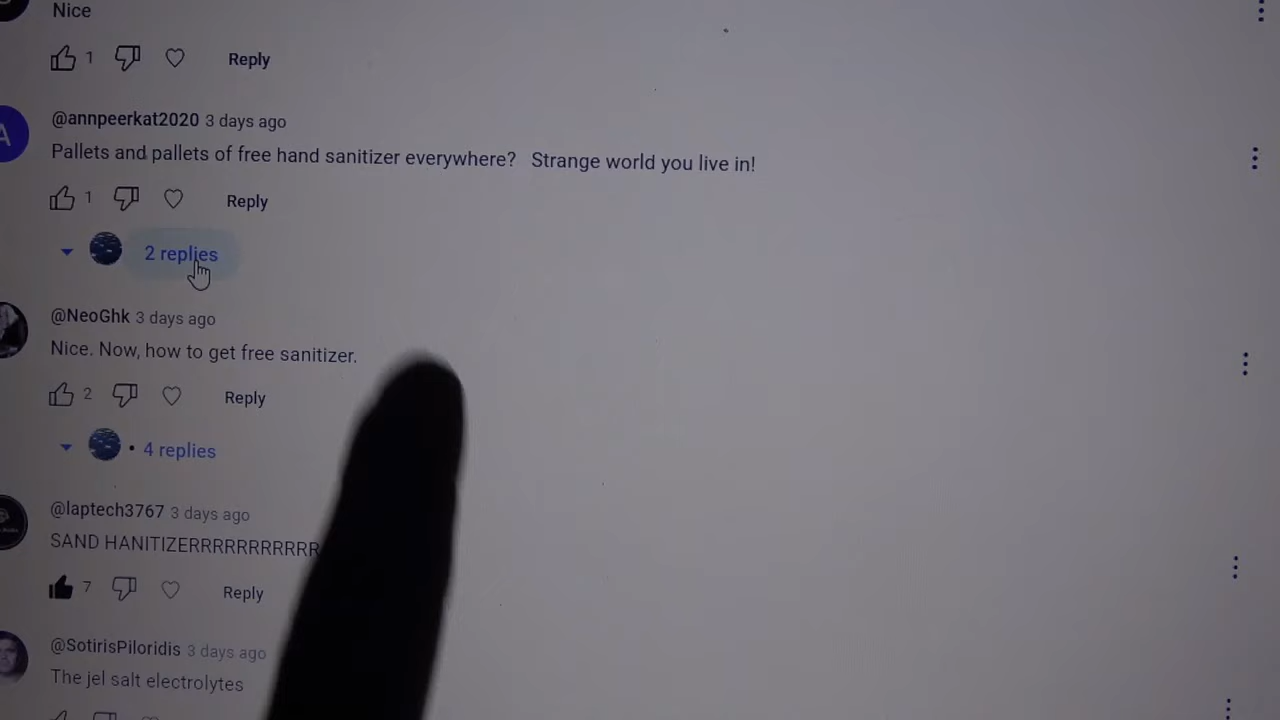 Nice
1 Reply
@annpeerkat2020 3 days ago
Pallets and pallets of free hand sanitizer everywhere? Strange world you live in!
1 Reply
2 replies
@NeoGhk 3 days ago
Nice. Now, how to get free sanitizer.
2 Reply
• 4 replies
@laptech3767 3 days ago
SAND HANITIZERRRRRRRRRRR
7 Reply
@SotirisPiloridis 3 days ago
The jel salt electrolytes
A